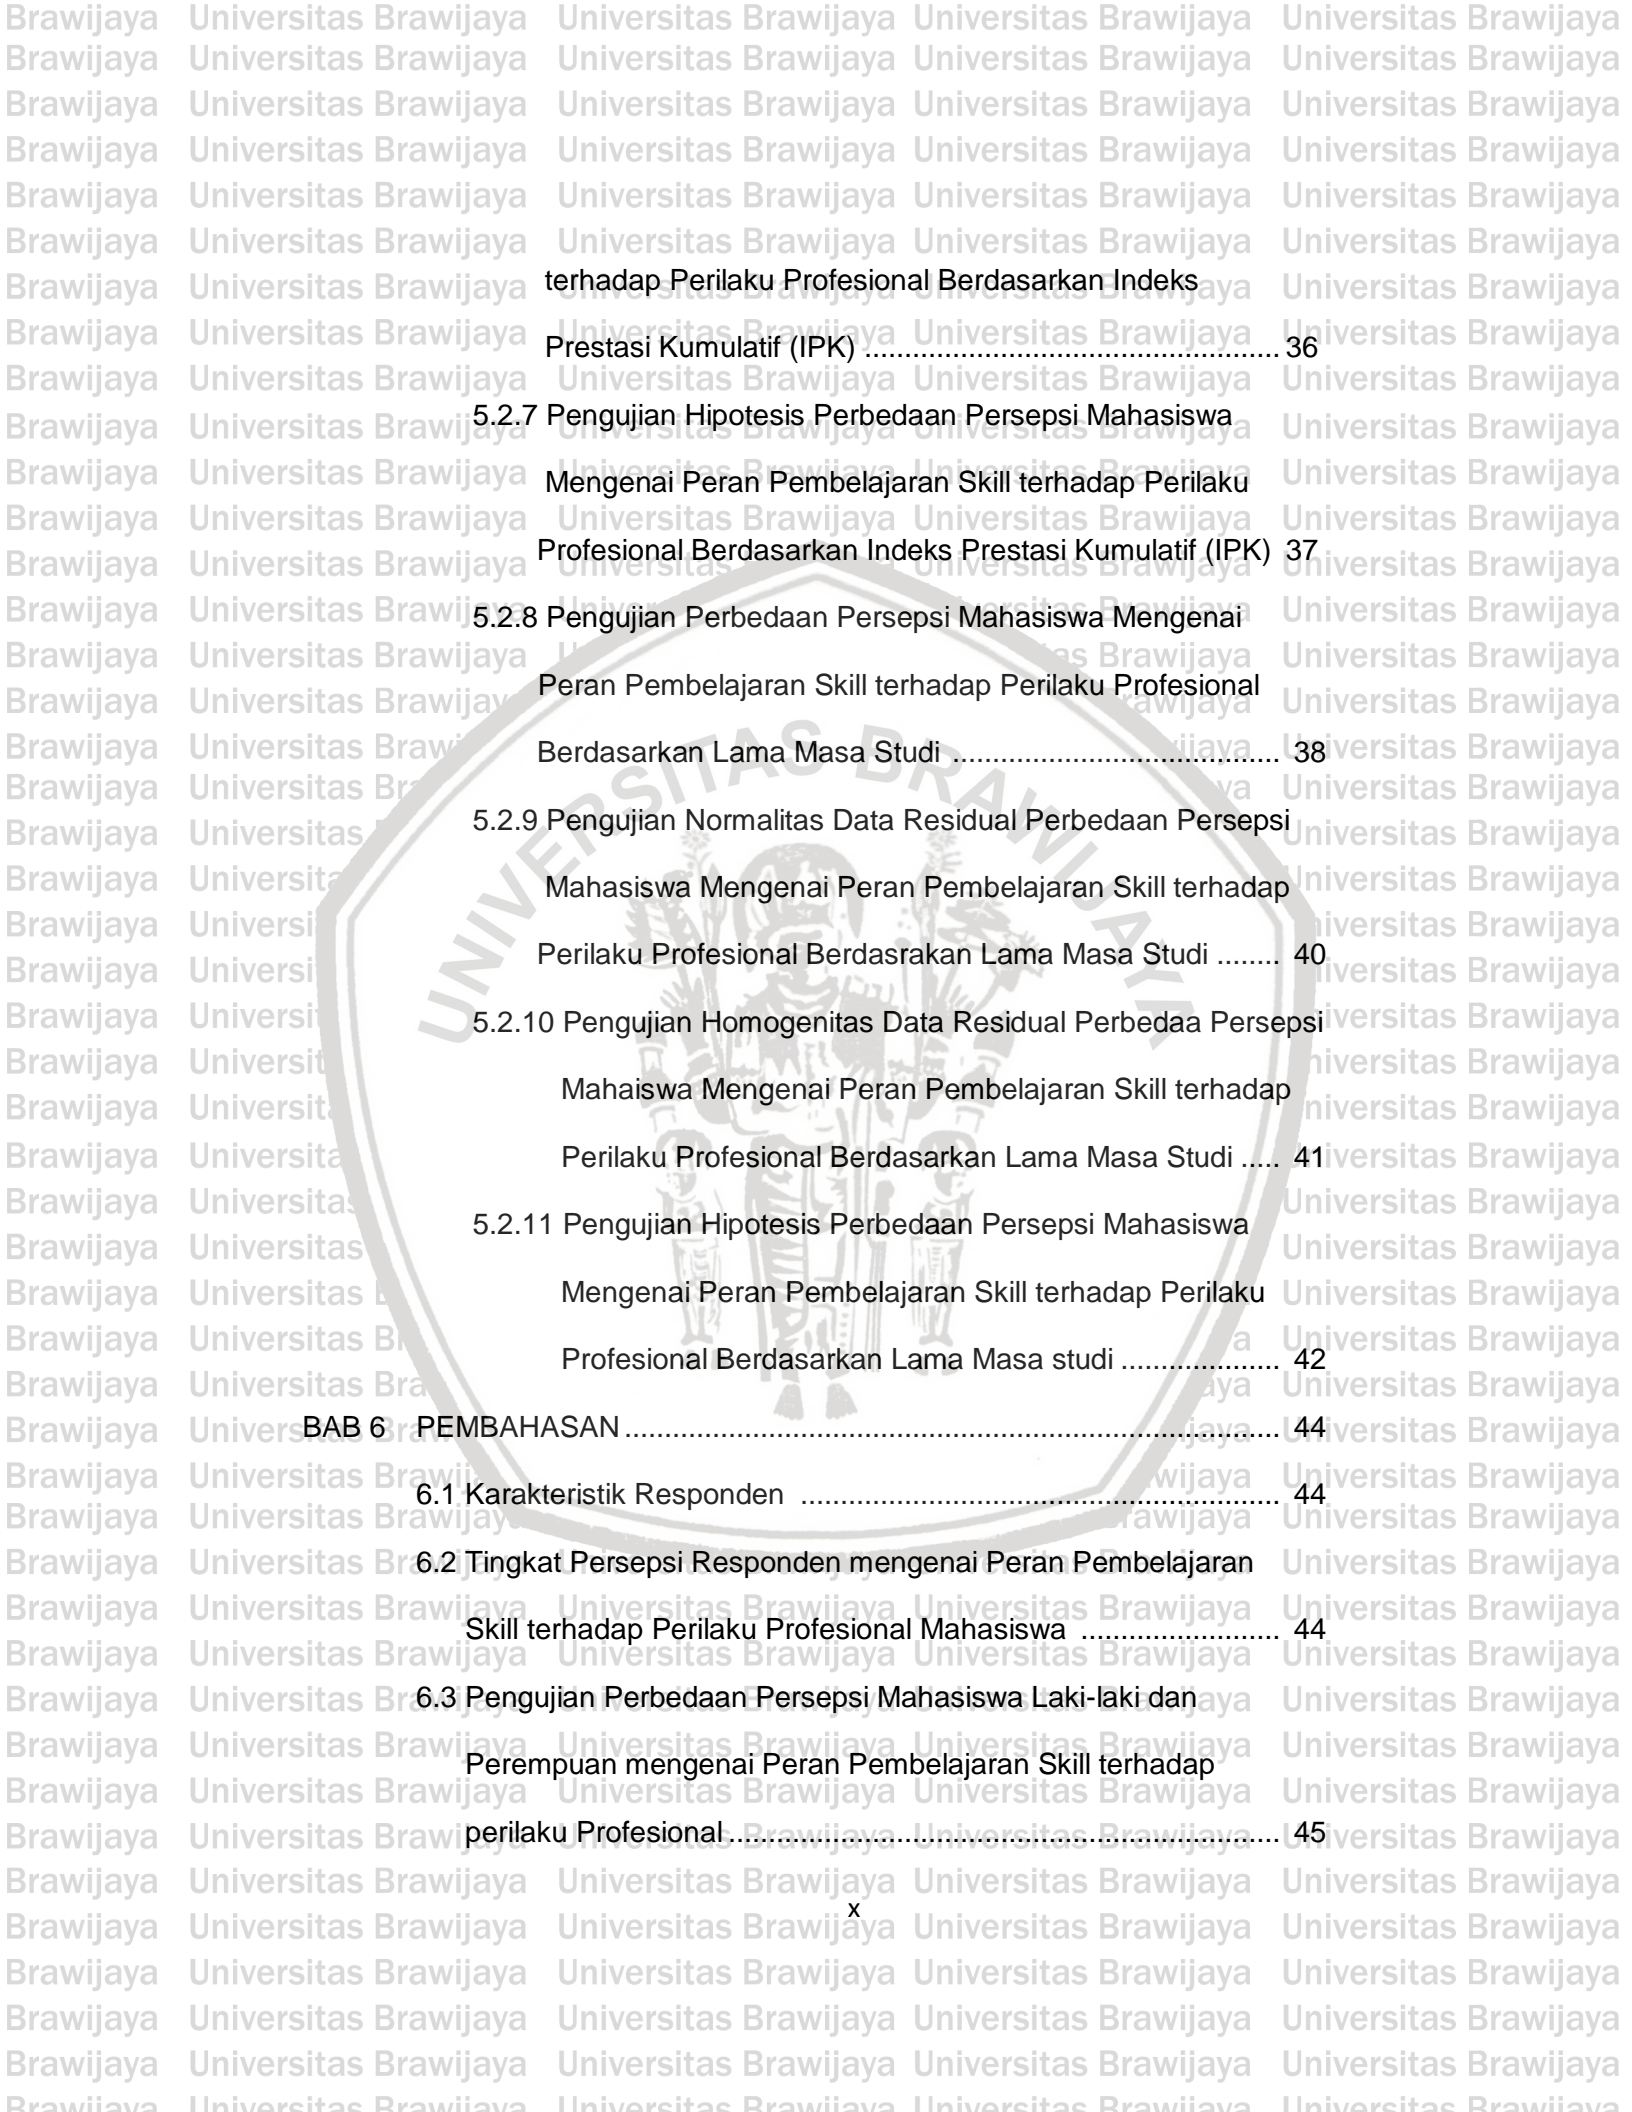 terhadap Perilaku Profesional Berdasarkan Indeks
Prestasi Kumulatif (IPK) .................................................... 36
5.2.7 Pengujian Hipotesis Perbedaan Persepsi Mahasiswa
Mengenai Peran Pembelajaran Skill terhadap Perilaku
Profesional Berdasarkan Indeks Prestasi Kumulatif (IPK) 37
5.2.8 Pengujian Perbedaan Persepsi Mahasiswa Mengenai
Peran Pembelajaran Skill terhadap Perilaku Profesional
Berdasarkan Lama Masa Studi ......................................... 38
5.2.9 Pengujian Normalitas Data Residual Perbedaan Persepsi
Mahasiswa Mengenai Peran Pembelajaran Skill terhadap
Perilaku Profesional Berdasrakan Lama Masa Studi ........ 40
5.2.10 Pengujian Homogenitas Data Residual Perbedaa Persepsi
Mahaiswa Mengenai Peran Pembelajaran Skill terhadap
Perilaku Profesional Berdasarkan Lama Masa Studi ..... 41
5.2.11 Pengujian Hipotesis Perbedaan Persepsi Mahasiswa
Mengenai Peran Pembelajaran Skill terhadap Perilaku
Profesional Berdasarkan Lama Masa studi .................... 42
BAB 6 PEMBAHASAN .................................................................................. 44
6.1 Karakteristik Responden ............................................................ 44
6.2 Tingkat Persepsi Responden mengenai Peran Pembelajaran
Skill terhadap Perilaku Profesional Mahasiswa ......................... 44
6.3 Pengujian Perbedaan Persepsi Mahasiswa Laki-laki dan
Perempuan mengenai Peran Pembelajaran Skill terhadap
perilaku Profesional ..................................................................... 45
x
UNIVERSITAS BRAWIJAYA